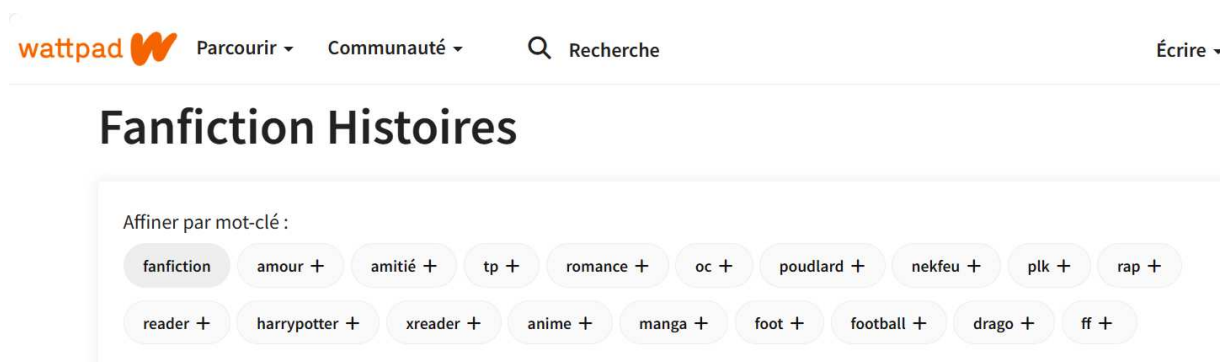 wattpad Parcourir Communauté Recherche Écrire
Fanfiction Histoires
Affiner par mot-clé :
fanfiction amour + amitié + tp + romance + oc + poudlard + nekfeu + plk + rap +
reader + harrypotter + xreader + anime + manga + foot + football + drago + ff +